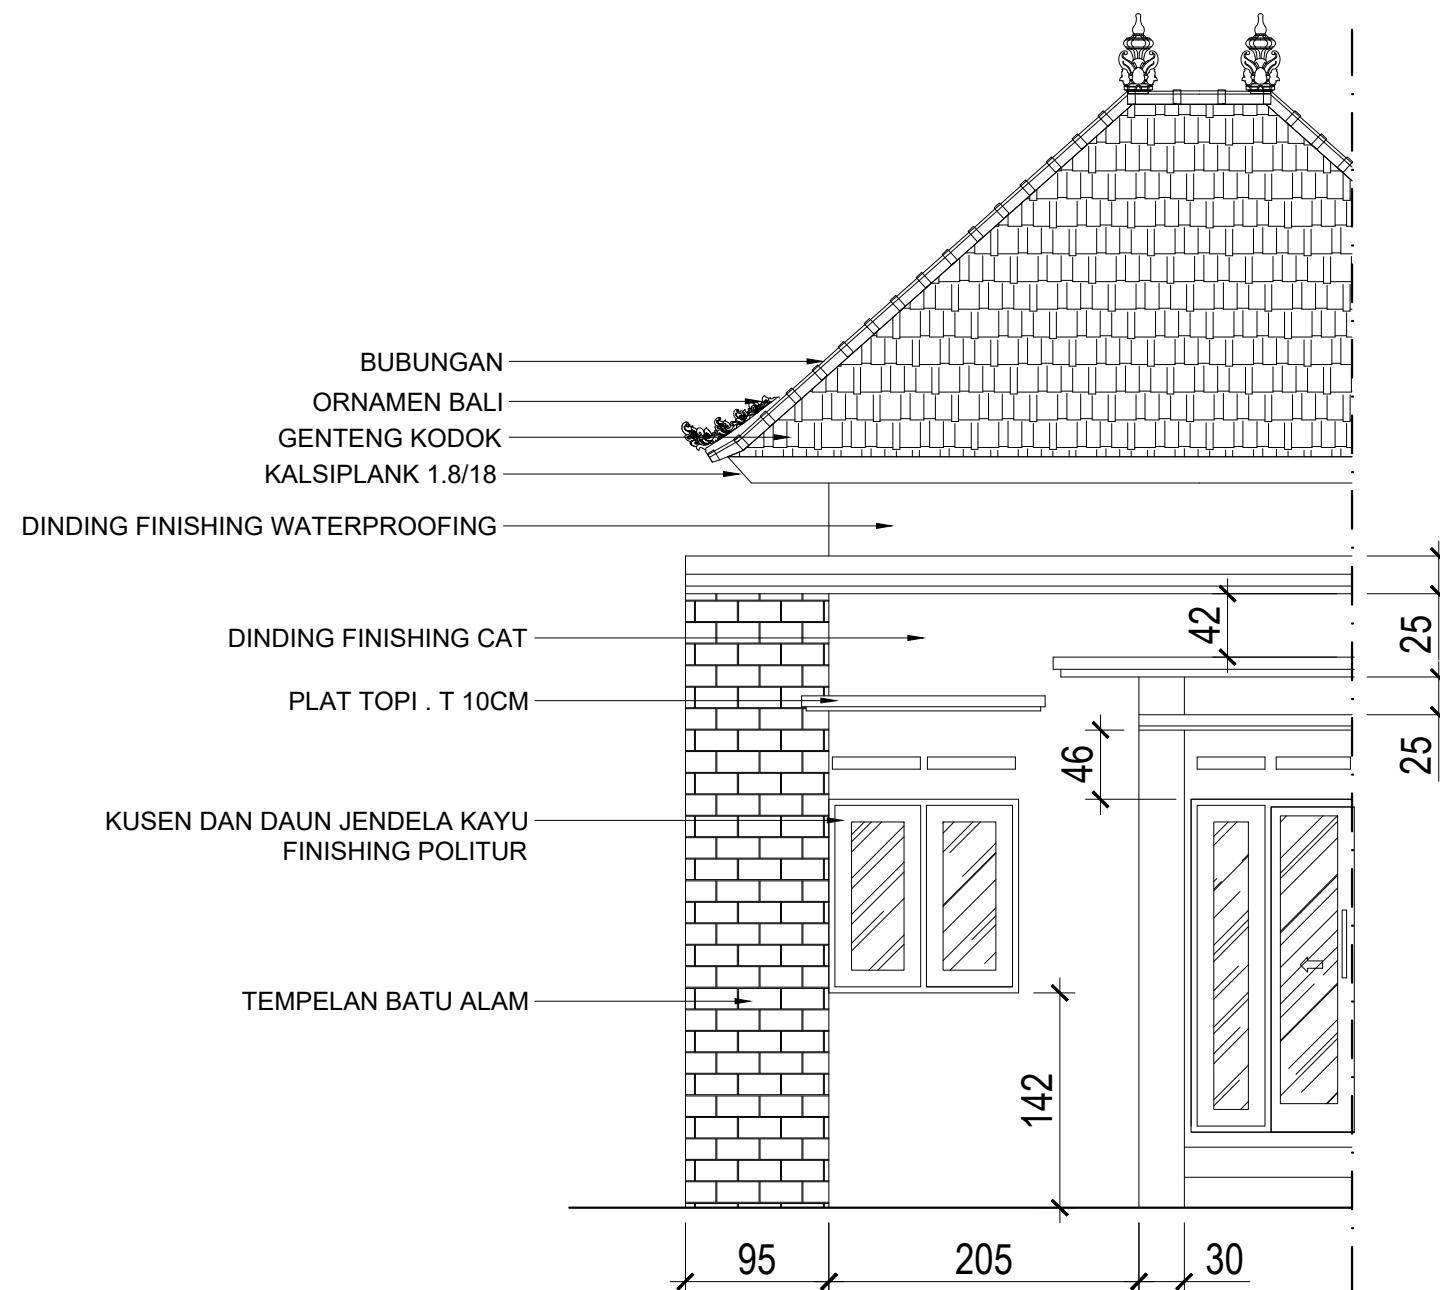 BUBUNGAN
ORNAMEN BALI
GENTENG KODOK
KALSIPLANK 1.8/18
DINDING FINISHING WATERPROOFING
DINDING FINISHING CAT
42
25
PLAT TOPI . T 10CM
46
25
KUSEN DAN DAUN JENDELA KAYU
FINISHING POLITUR
TEMPELAN BATU ALAM
142
95
205
30